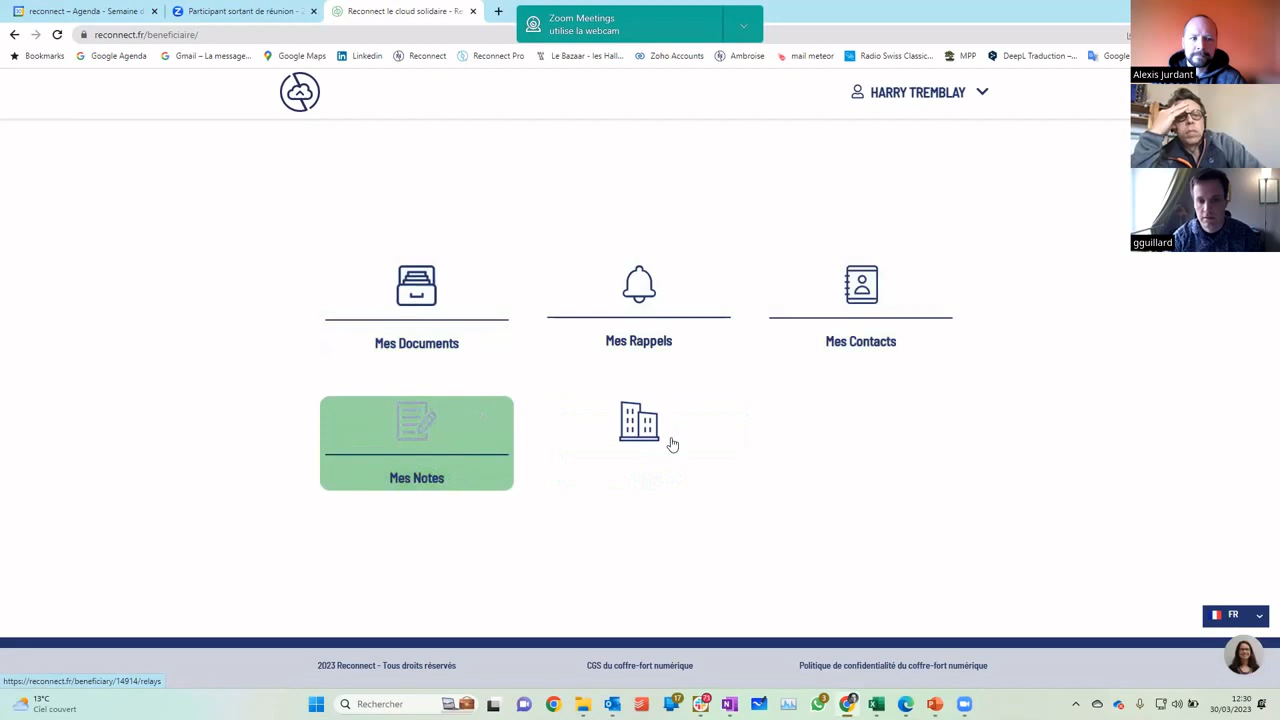 reconnect - Agenda - Semaine d
Participant sortant de réunion - Z
Reconnect le cloud solidaire - Re
Zoom Meetings
utilise la webcam
reconnect.fr/beneficiaire/
Bookmarks
Google Agenda
Gmail – La message...
Google Maps
Linkedin
Reconnect
Reconnect Pro
Le Bazaar - les Hall...
Zoho Accounts
Ambroise
mail meteor
Radio Swiss Classic...
MPP
DeepL Traduction –...
Google
Alexis Jurdant
HARRY TREMBLAY
gguillard
Mes Documents
Mes Rappels
Mes Contacts
Mes Notes
FR
2023 Reconnect - Tous droits réservés
CGS du coffre-fort numérique
Politique de confidentialité du coffre-fort numérique
https://reconnect.fr/beneficiary/14914/relays
13°C
Ciel couvert
Rechercher
17
73
3
12:30
30/03/2023